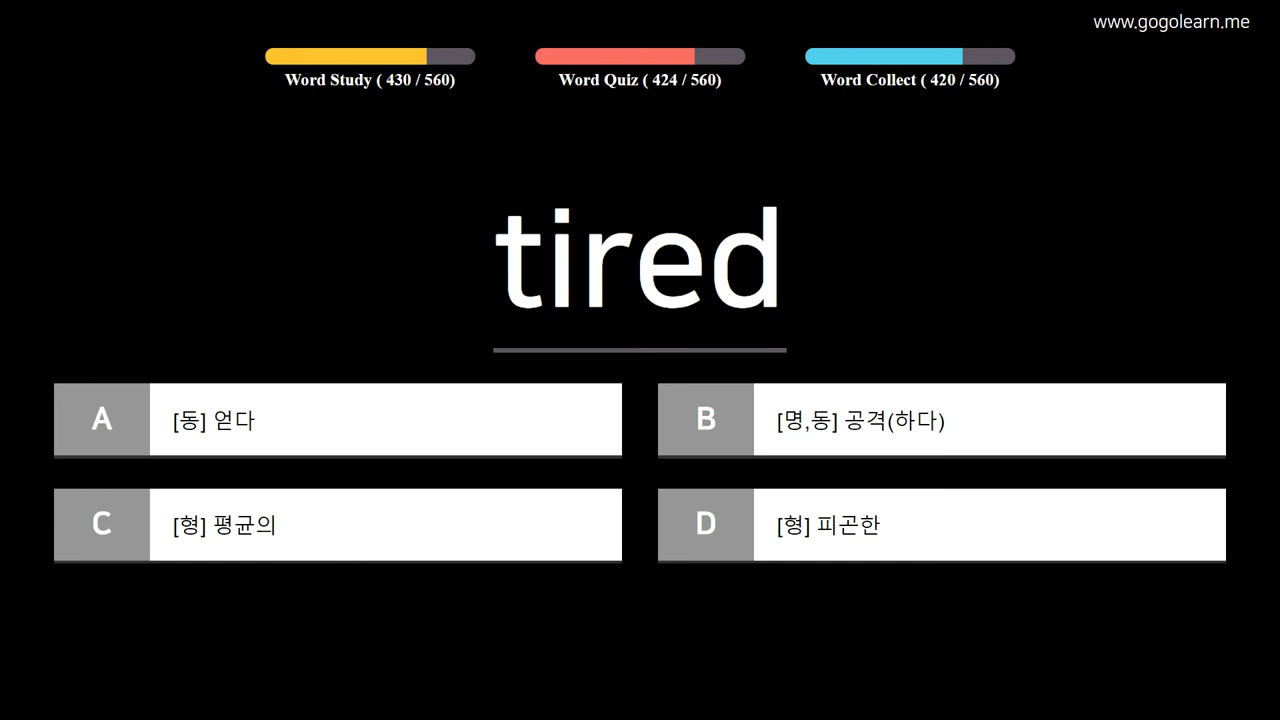 www.gogolearn.me
Word Study ( 430 / 560)
Word Quiz ( 424 / 560)
Word Collect ( 420 / 560)
tired
A [동] 얻다
B [명,동] 공격(하다)
C [형] 평균의
D [형] 피곤한